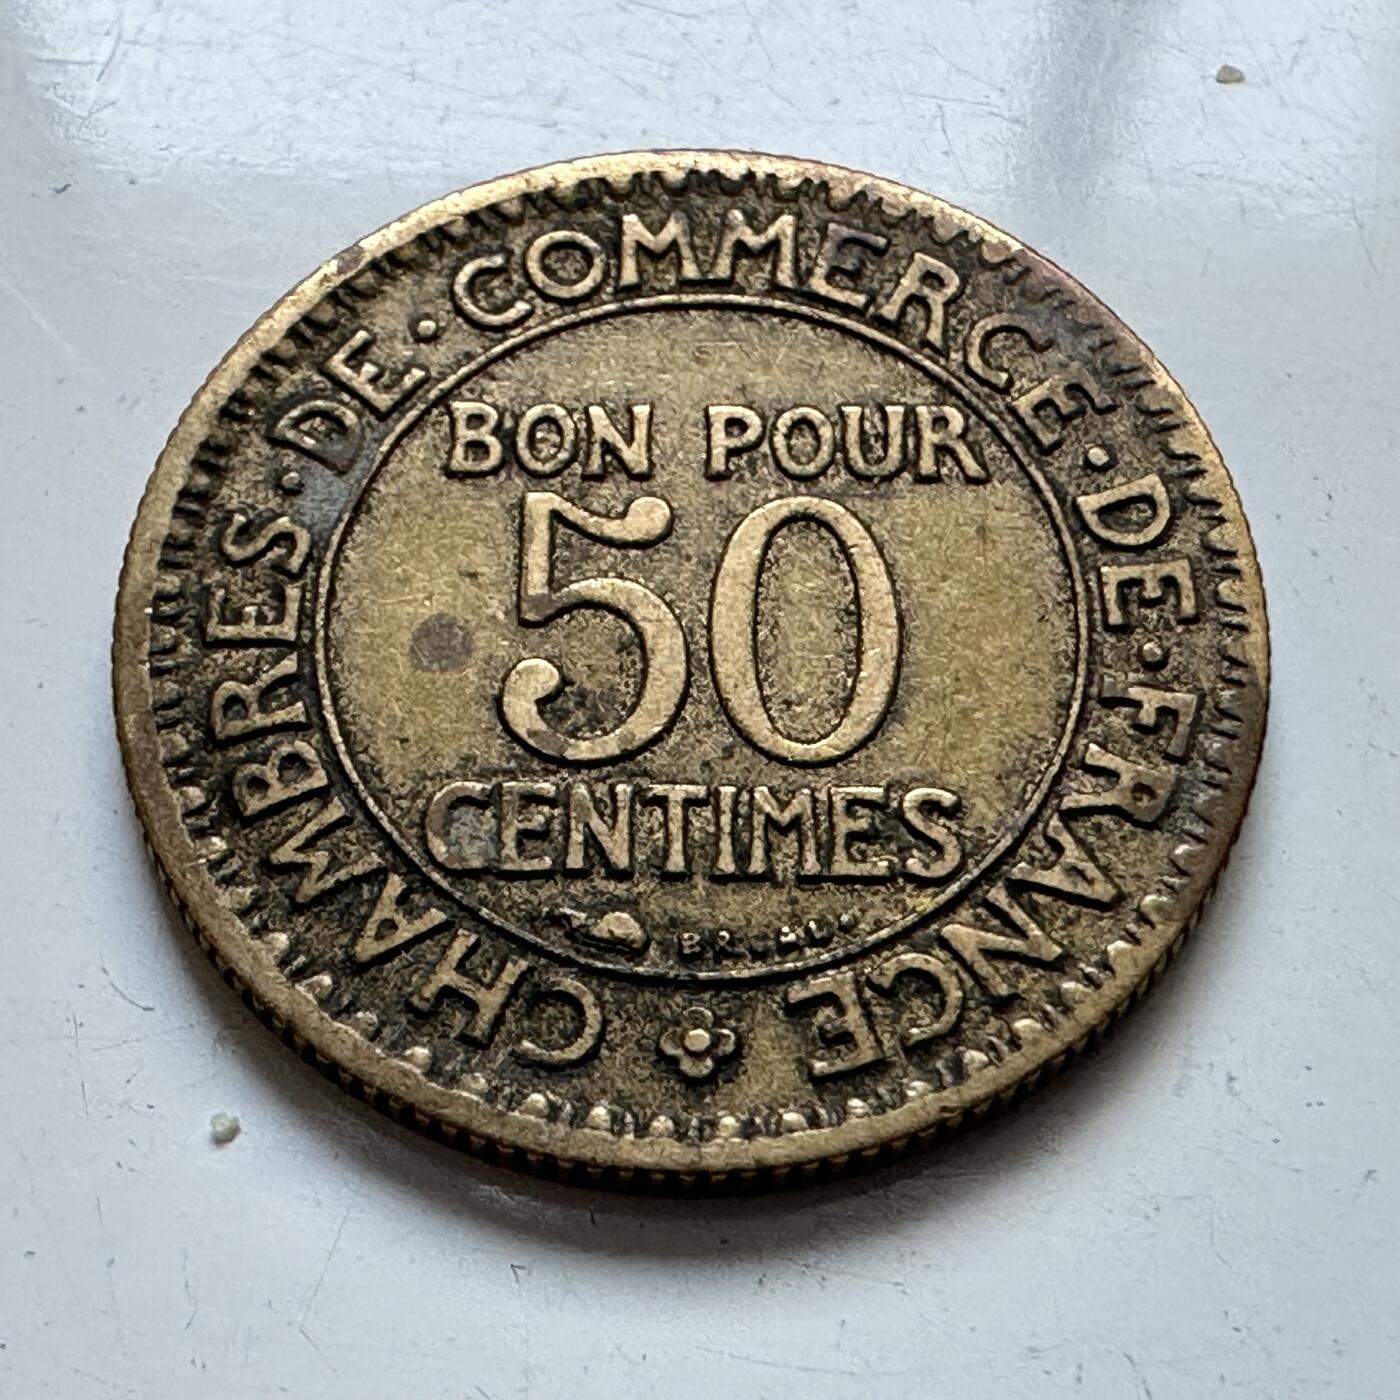 CHAMBRES·DE·COMMERCE·DE·FRANCE
BON POUR
50
CENTIMES